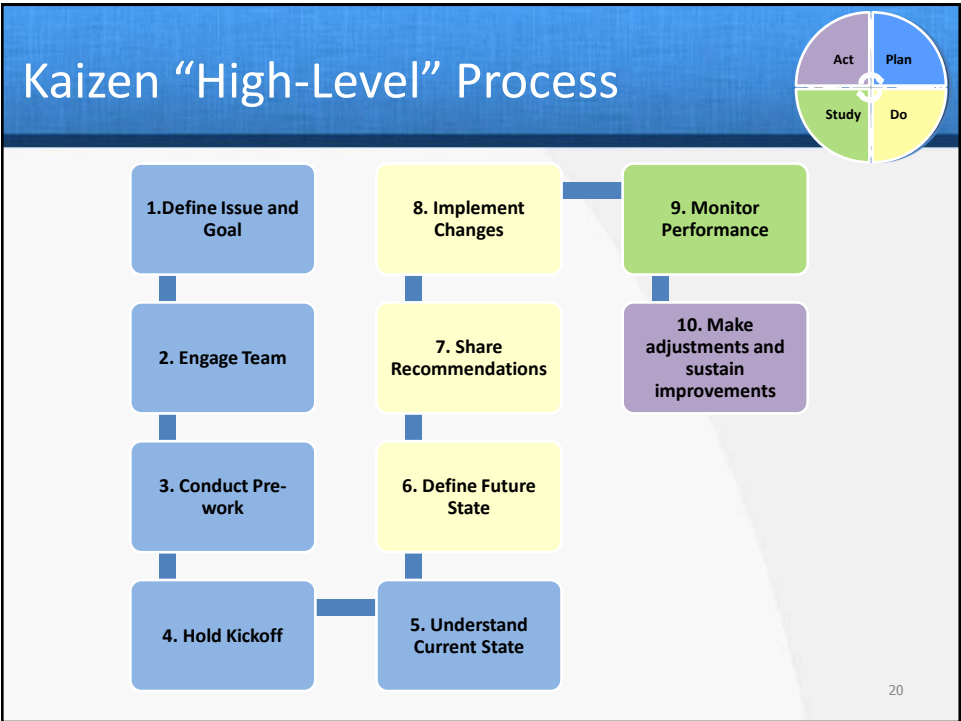 Kaizen “High-Level” Process
Act
Plan
Study
Do
1.Define Issue and
Goal
2. Engage Team
3. Conduct Pre-
work
4. Hold Kickoff
5. Understand
Current State
6. Define Future
State
7. Share
Recommendations
8. Implement
Changes
9. Monitor
Performance
10. Make
adjustments and
sustain
improvements
20